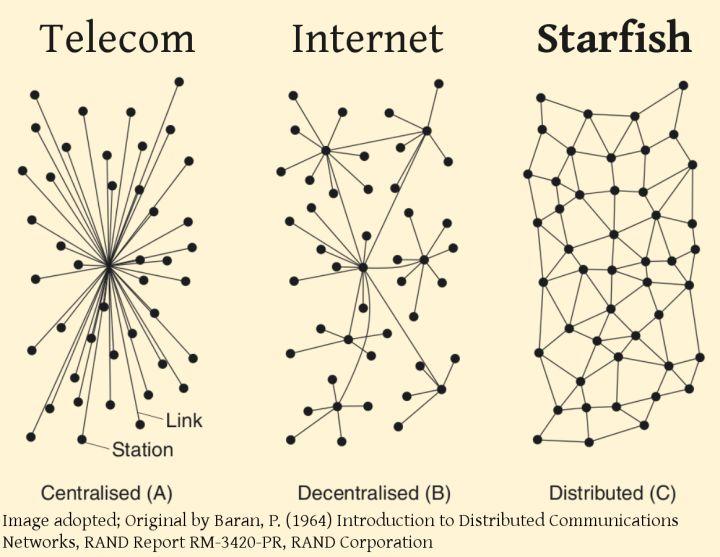 Telecom
Internet
Starfish
Link
Station
Centralised (A)
Decentralised (B)
Distributed (C)
Image adopted; Original by Baran, P. (1964) Introduction to Distributed Communications
Networks, RAND Report RM-3420-PR, RAND Corporation